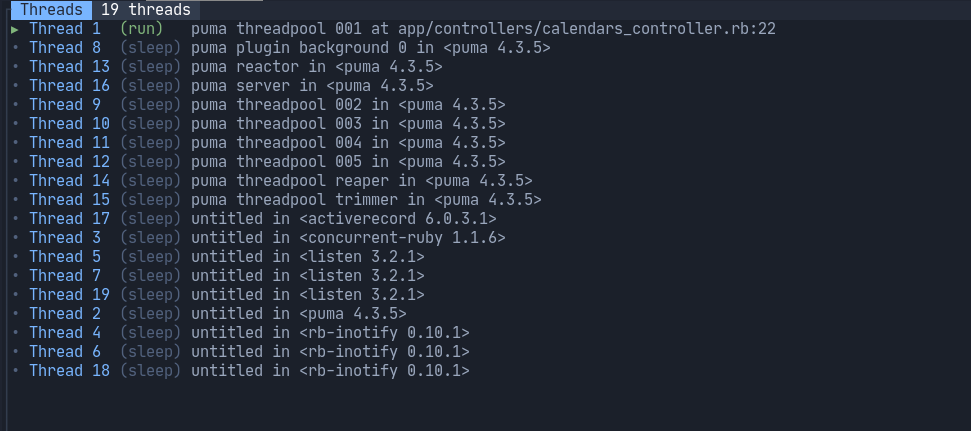 Threads 19 threads
▶ Thread 1 (run) puma threadpool 001 at app/controllers/calendars_controller.rb:22
• Thread 8 (sleep) puma plugin background 0 in <puma 4.3.5>
• Thread 13 (sleep) puma reactor in <puma 4.3.5>
• Thread 16 (sleep) puma server in <puma 4.3.5>
• Thread 9 (sleep) puma threadpool 002 in <puma 4.3.5>
• Thread 10 (sleep) puma threadpool 003 in <puma 4.3.5>
• Thread 11 (sleep) puma threadpool 004 in <puma 4.3.5>
• Thread 12 (sleep) puma threadpool 005 in <puma 4.3.5>
• Thread 14 (sleep) puma threadpool reaper in <puma 4.3.5>
• Thread 15 (sleep) puma threadpool trimmer in <puma 4.3.5>
• Thread 17 (sleep) untitled in <activerecord 6.0.3.1>
• Thread 3 (sleep) untitled in <concurrent-ruby 1.1.6>
• Thread 5 (sleep) untitled in <listen 3.2.1>
• Thread 7 (sleep) untitled in <listen 3.2.1>
• Thread 19 (sleep) untitled in <listen 3.2.1>
• Thread 2 (sleep) untitled in <puma 4.3.5>
• Thread 4 (sleep) untitled in <rb-inotify 0.10.1>
• Thread 6 (sleep) untitled in <rb-inotify 0.10.1>
• Thread 18 (sleep) untitled in <rb-inotify 0.10.1>